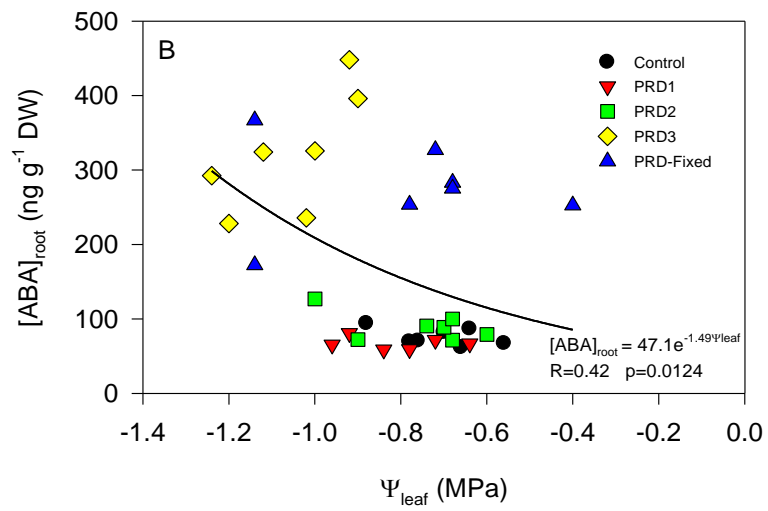 B
500
400
300
200
100
0
[ABA]root (ng g-1 DW)
Control
PRD1
PRD2
PRD3
PRD-Fixed
[ABA]root = 47.1e-1.49Ψleaf
R=0.42 p=0.0124
-1.4 -1.2 -1.0 -0.8 -0.6 -0.4 -0.2 0.0
Ψleaf (MPa)